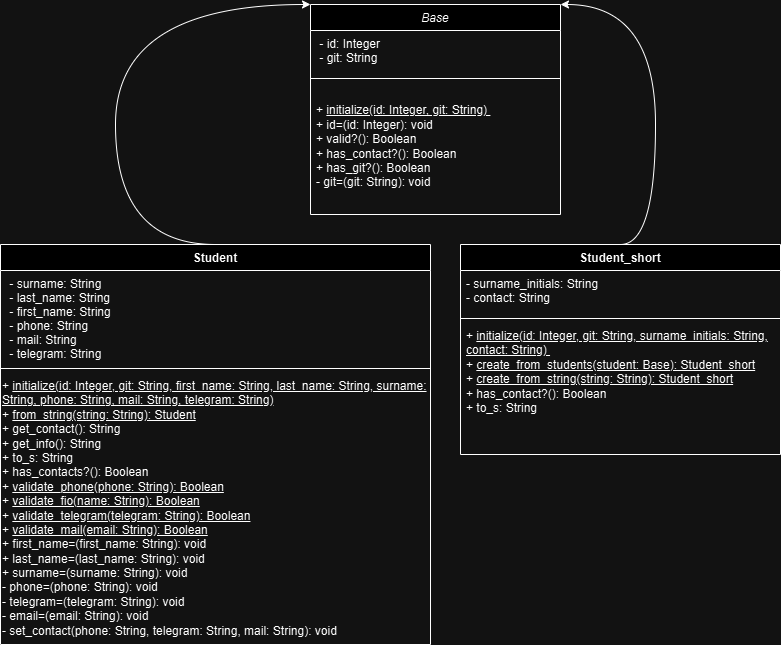 Base
- id: Integer
- git: String
+ initialize(id: Integer, git: String)
+ id=(id: Integer): void
+ valid?(): Boolean
+ has_contact?(): Boolean
+ has_git?(): Boolean
- git=(git: String): void
Student
- surname: String
- last_name: String
- first_name: String
- phone: String
- mail: String
- telegram: String
+ initialize(id: Integer, git: String, first_name: String, last_name: String, surname:
String, phone: String, mail: String, telegram: String)
+ from_string(string: String): Student
+ get_contact(): String
+ get_info(): String
+ to_s: String
+ has_contacts?(): Boolean
+ validate_phone(phone: String): Boolean
+ validate_fio(name: String): Boolean
+ validate_telegram(telegram: String): Boolean
+ validate_mail(email: String): Boolean
+ first_name=(first_name: String): void
+ last_name=(last_name: String): void
+ surname=(surname: String): void
- phone=(phone: String): void
- telegram=(telegram: String): void
- email=(email: String): void
- set_contact(phone: String, telegram: String, mail: String): void
Student_short
- surname_initials: String
- contact: String
+ initialize(id: Integer, git: String, surname_initials: String,
contact: String)
+ create_from_students(student: Base): Student_short
+ create_from_string(string: String): Student_short
+ has_contact?(): Boolean
+ to_s: String